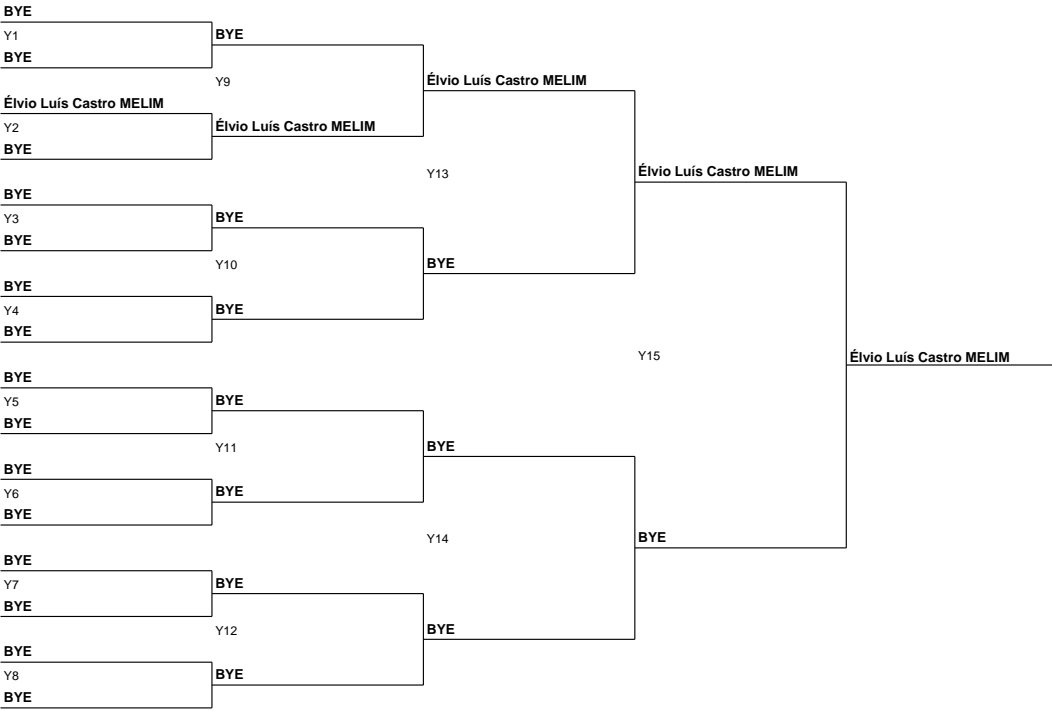 BYE
Y1
BYE
BYE
Y9
Élvio Luís Castro MELIM
Élvio Luís Castro MELIM
Y2
Élvio Luís Castro MELIM
BYE
Y13
Élvio Luís Castro MELIM
BYE
Y3
BYE
BYE
Y10
BYE
BYE
Y4
BYE
BYE
Y15
Élvio Luís Castro MELIM
BYE
Y5
BYE
BYE
Y11
BYE
BYE
Y6
BYE
BYE
Y14
BYE
BYE
Y7
BYE
BYE
Y12
BYE
BYE
Y8
BYE
BYE